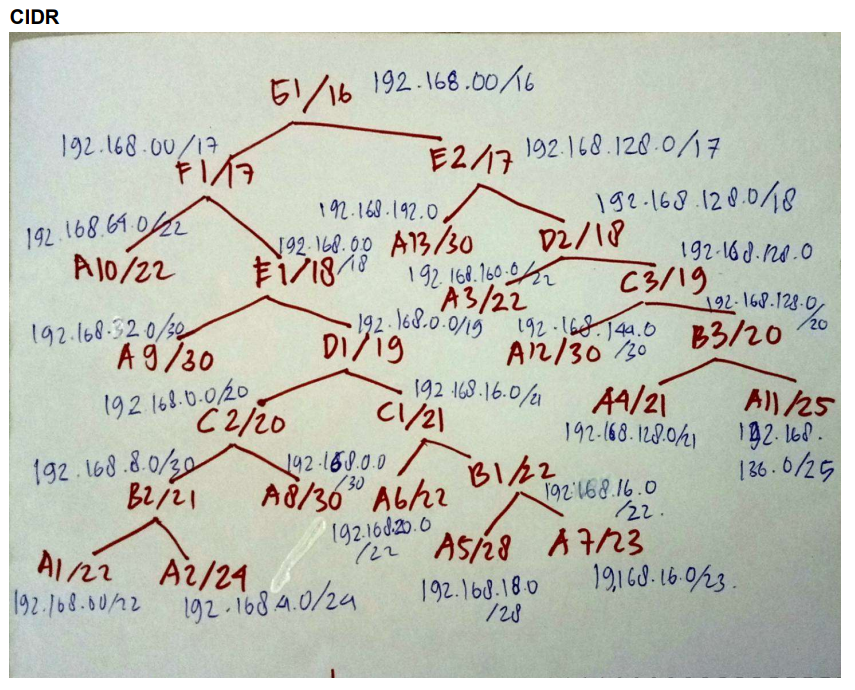 CIDR
G1/16 192.168.00/16
192.168.00/17
F1/17
E2/17 192.168.128.0/17
192.168.64.0/22
A10/22
192.168.0.0
/18
E1/18
192.168.192.0
A13/30
192.168.128.0/18
D2/18
192.168.160.0/22
A3/22
192.168.128.0
C3/19
192.168.32.0/30
A9/30
192.168.0.0/19
D1/19
192.168.144.0
/30
A12/30
192.168.128.0
/20
B3/20
192.168.0.0/20
C2/20
192.168.16.0/21
C1/21
A4/21
192.168.128.0/21
A11/25
192.168.
136.0/25
192.168.8.0/30
B2/21
192.168.0.0
/30
A8/30
A6/22
192.168.20.0
/22
B1/22
192.168.16.0
/22.
A1/22
192.168.00/22
A2/24
192.168.4.0/24
A5/28
192.168.18.0
/28
A7/23
19,168.16.0/23.